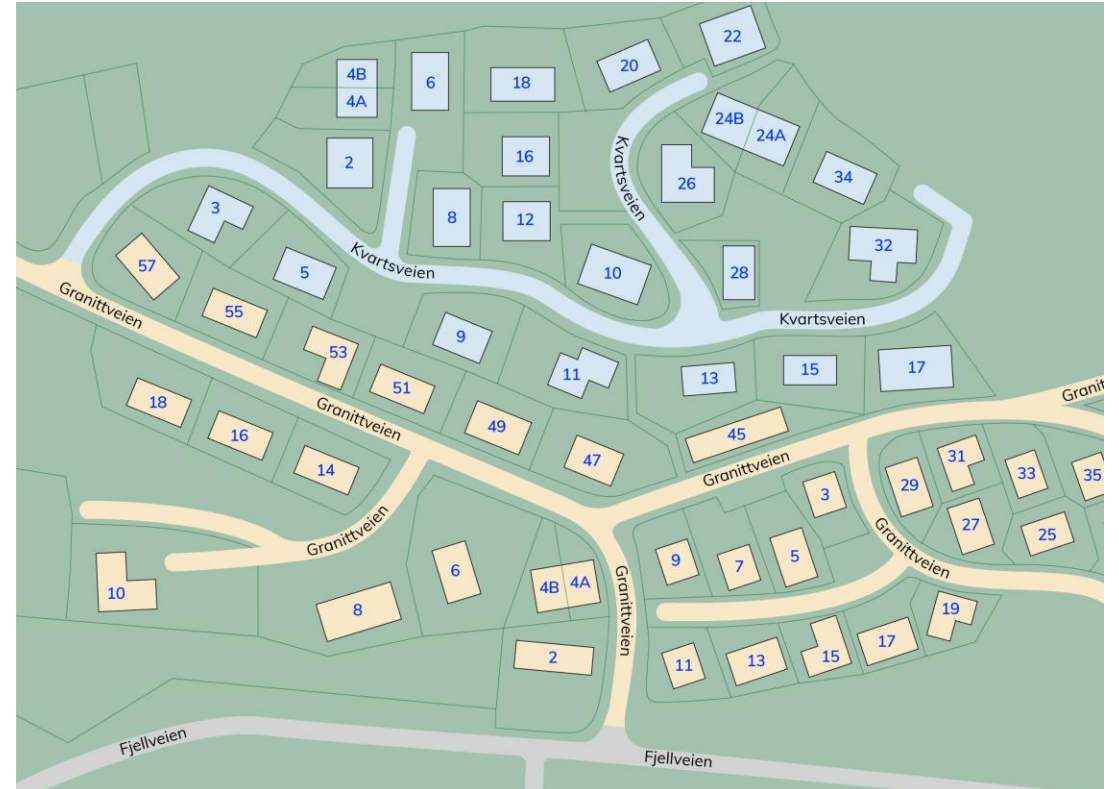 22
20
4B
4A
6
18
24B
24A
Kvartsveien
16
2
26
34
3
8
12
32
Kvartsveien
10
28
57
5
Granittveien
55
Kvartsveien
9
53
11
13
15
17
51
Granit
18
Granittveien
49
45
16
47
14
Granittveien
31
33
35
29
3
27
25
Granittveien
Granittveien
9
7
5
10
6
4B
4A
Granittveien
8
19
2
11
13
15
17
Fjellveien
Fjellveien